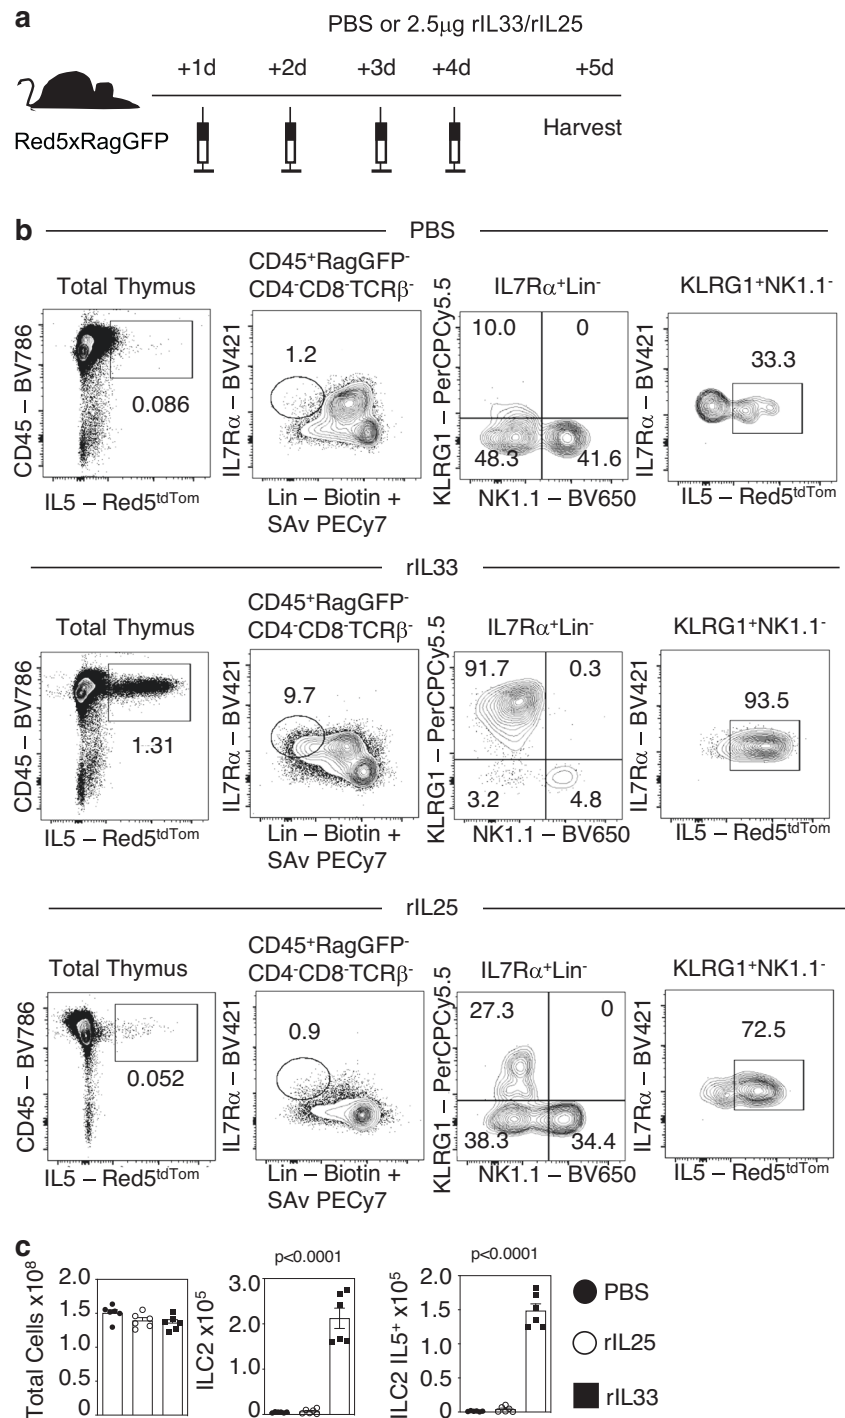 a
PBS or 2.5μg rIL33/rIL25
+1d +2d +3d +4d +5d
Red5xRagGFP
Harvest
b
PBS
Total Thymus
CD45⁺RagGFP⁻
CD4⁻CD8⁻TCRβ⁻
IL7Rα⁺Lin⁻
KLRG1⁺NK1.1⁻
CD45 – BV786
0.086
IL5 – Red5ᵗᵈᵀᵒᵐ
IL7Rα – BV421
1.2
Lin – Biotin +
SAv PECy7
KLRG1 – PerCPCy5.5
10.0 0
48.3 41.6
NK1.1 – BV650
IL7Rα – BV421
33.3
IL5 – Red5ᵗᵈᵀᵒᵐ
rIL33
Total Thymus
CD45⁺RagGFP⁻
CD4⁻CD8⁻TCRβ⁻
IL7Rα⁺Lin⁻
KLRG1⁺NK1.1⁻
CD45 – BV786
1.31
IL5 – Red5ᵗᵈᵀᵒᵐ
IL7Rα – BV421
9.7
Lin – Biotin +
SAv PECy7
KLRG1 – PerCPCy5.5
91.7 0.3
3.2 4.8
NK1.1 – BV650
IL7Rα – BV421
93.5
IL5 – Red5ᵗᵈᵀᵒᵐ
rIL25
Total Thymus
CD45⁺RagGFP⁻
CD4⁻CD8⁻TCRβ⁻
IL7Rα⁺Lin⁻
KLRG1⁺NK1.1⁻
CD45 – BV786
0.052
IL5 – Red5ᵗᵈᵀᵒᵐ
IL7Rα – BV421
0.9
Lin – Biotin +
SAv PECy7
KLRG1 – PerCPCy5.5
27.3 0
38.3 34.4
NK1.1 – BV650
IL7Rα – BV421
72.5
IL5 – Red5ᵗᵈᵀᵒᵐ
c
Total Cells x10⁸
2.0
1.5
1.0
0.5
0
p<0.0001
ILC2 x10⁵
3.0
2.0
1.0
0
p<0.0001
ILC2 IL5⁺ x10⁵
2.0
1.5
1.0
0.5
0
PBS
rIL25
rIL33